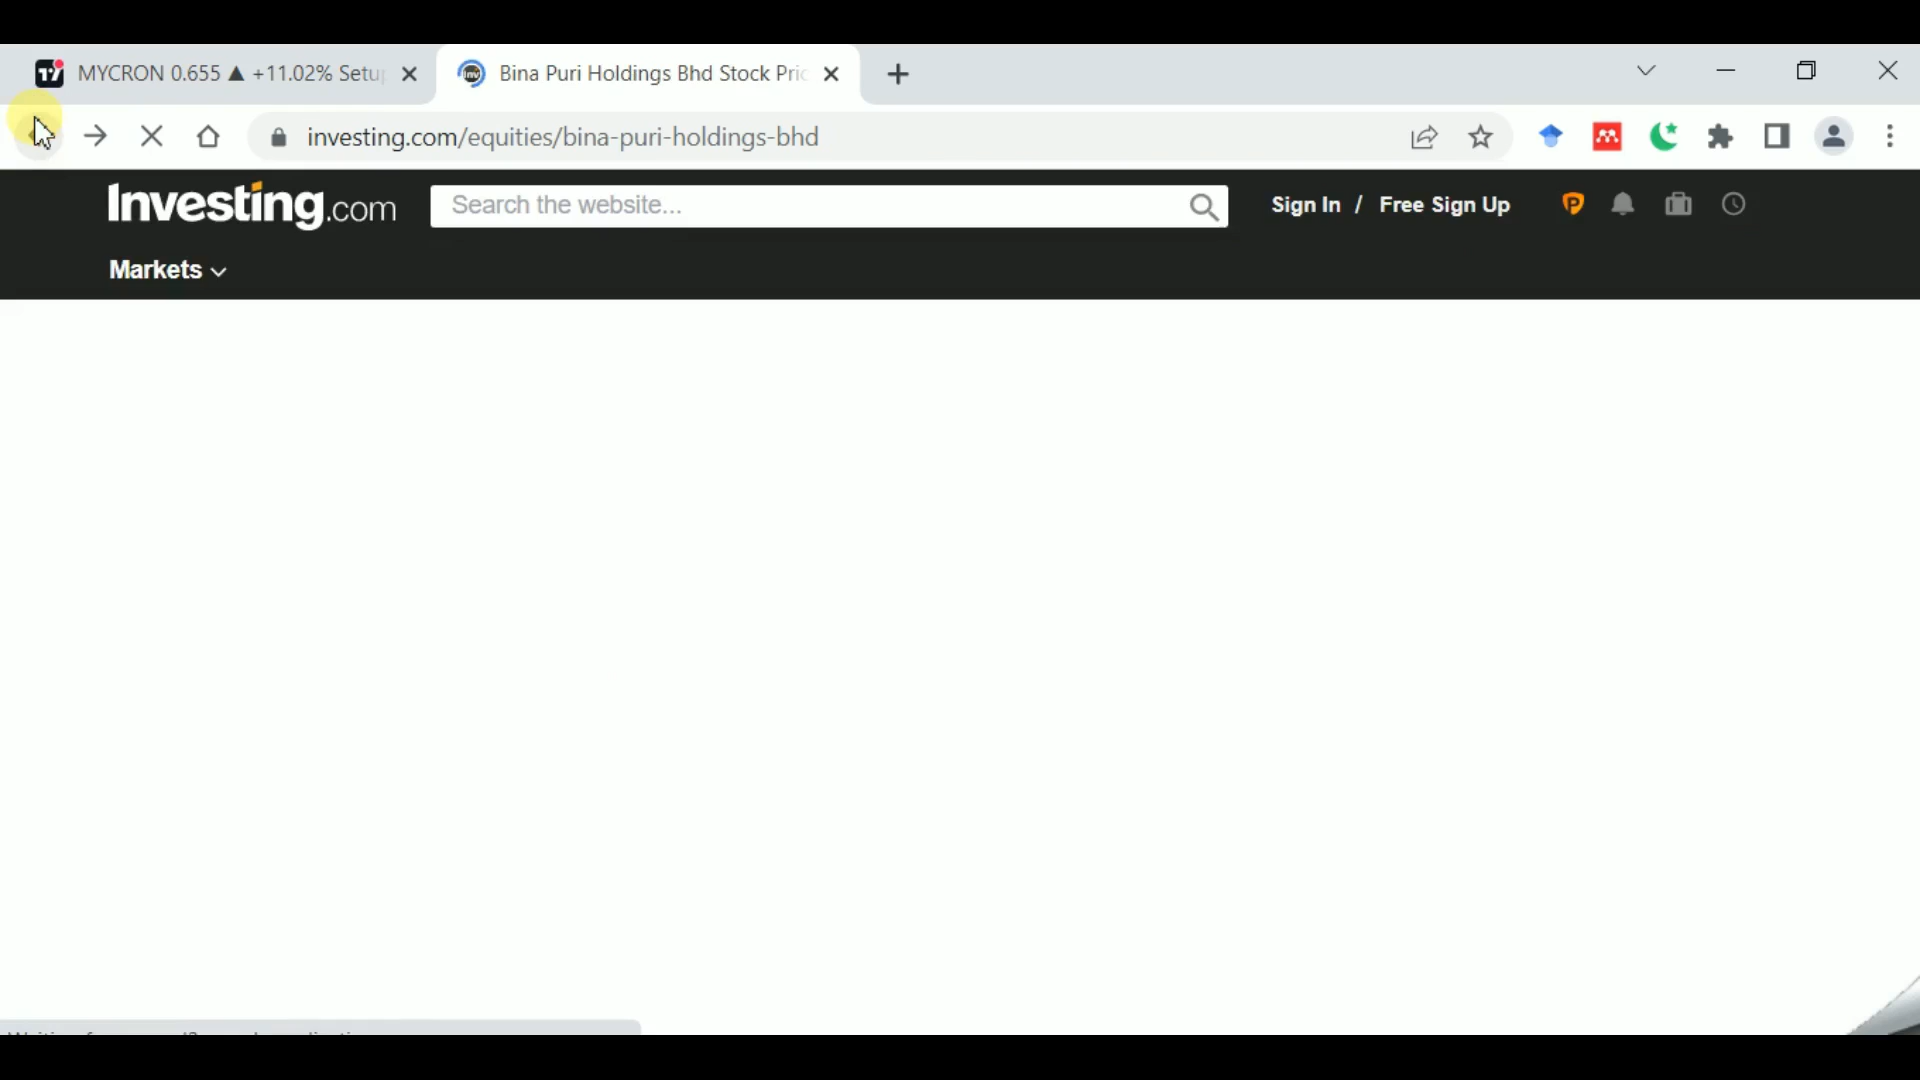 MYCRON 0.655 ▲ +11.02% Setu
Bina Puri Holdings Bhd Stock Pric
investing.com/equities/bina-puri-holdings-bhd
Investing.com
Search the website...
Sign In / Free Sign Up
Markets